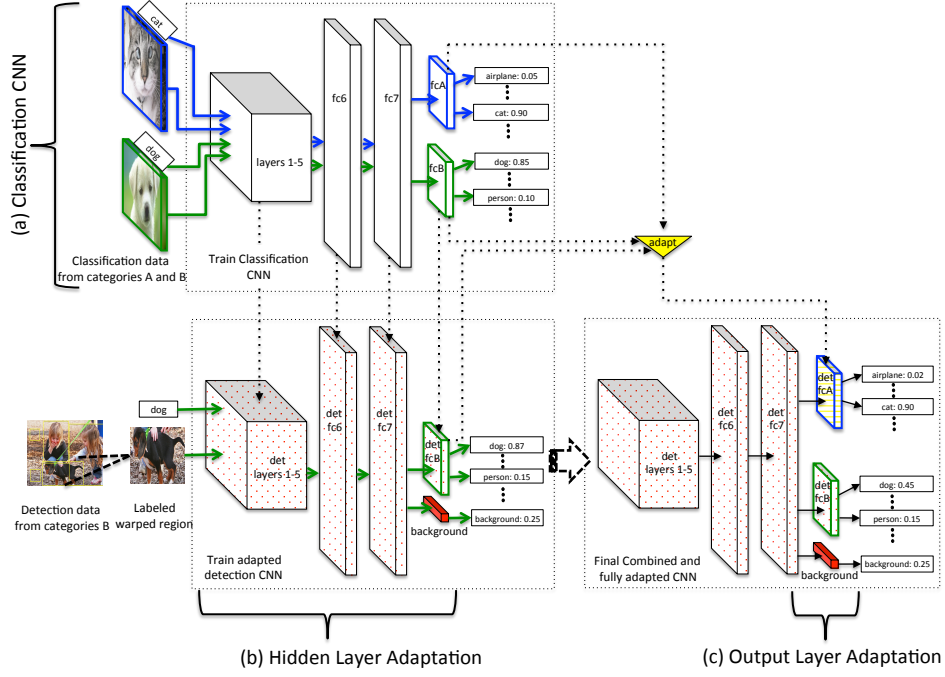 (a) Classification CNN
cat
dog
Classification data
from categories A and B
layers 1-5
Train Classification
CNN
fc6
fc7
fcA
fcB
airplane: 0.05
cat: 0.90
dog: 0.85
person: 0.10
adapt
Detection data
from categories B
dog
Labeled
warped region
det
layers 1-5
Train adapted
detection CNN
det
fc6
det
fc7
det
fcB
background
dog: 0.87
person: 0.15
background: 0.25
det
layers 1-5
Final Combined and
fully adapted CNN
det
fc6
det
fc7
det
fcA
det
fcB
background
airplane: 0.02
cat: 0.90
dog: 0.45
person: 0.15
background: 0.25
(b) Hidden Layer Adaptation
(c) Output Layer Adaptation